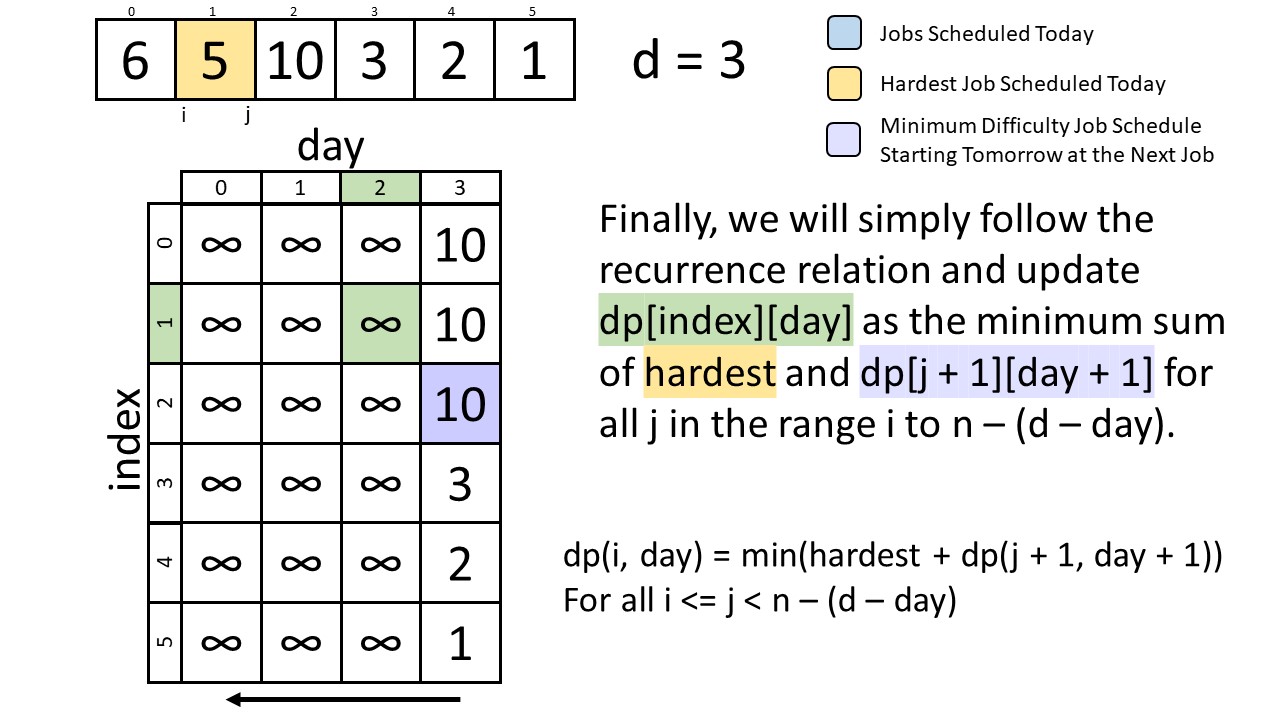 0 1 2 3 4 5
6 5 10 3 2 1
i j
d = 3
Jobs Scheduled Today
Hardest Job Scheduled Today
Minimum Difficulty Job Schedule
Starting Tomorrow at the Next Job
day
0 1 2 3
index
0 ∞ ∞ ∞ 10
1 ∞ ∞ ∞ 10
2 ∞ ∞ ∞ 10
3 ∞ ∞ ∞ 3
4 ∞ ∞ ∞ 2
5 ∞ ∞ ∞ 1
Finally, we will simply follow the
recurrence relation and update
dp[index][day] as the minimum sum
of hardest and dp[j + 1][day + 1] for
all j in the range i to n – (d – day).
dp(i, day) = min(hardest + dp(j + 1, day + 1))
For all i <= j < n – (d – day)